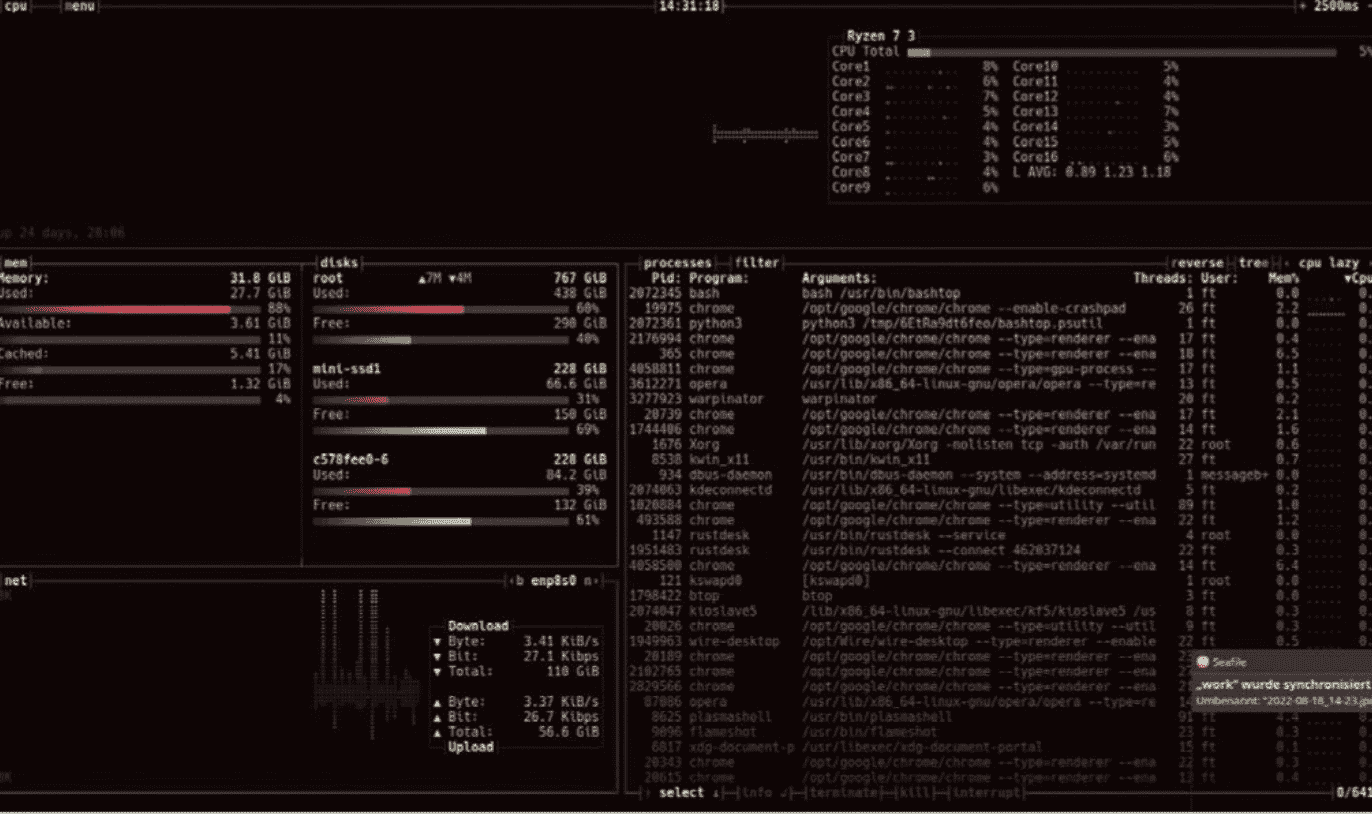 cpu menu 14:31:18 + 2500ms
Ryzen 7 3
CPU Total 5%
Core1 8% Core10 5%
Core2 6% Core11 4%
Core3 7% Core12 4%
Core4 5% Core13 7%
Core5 4% Core14 3%
Core6 4% Core15 5%
Core7 3% Core16 6%
Core8 4% L AVG: 0.89 1.23 1.18
Core9 6%
up 24 days,
mem
Memory: 31.8 GiB
Used: 27.7 GiB
88%
Available: 3.61 GiB
11%
Cached: 5.41 GiB
17%
Free: 1.32 GiB
4%
disks
root ▲7M ▼4M 767 GiB
Used: 438 GiB
60%
Free: 290 GiB
40%
mini-ssd1 228 GiB
Used: 66.6 GiB
31%
Free: 150 GiB
69%
c578fee0-6 228 GiB
Used: 84.2 GiB
39%
Free: 132 GiB
61%
net ‹b enp8s0 n›
Download
▼ Byte: 3.41 KiB/s
▼ Bit: 27.1 Kibps
▼ Total: 110 GiB
▲ Byte: 3.37 KiB/s
▲ Bit: 26.7 Kibps
▲ Total: 56.6 GiB
Upload
processes filter reverse tree ‹ cpu lazy
Pid: Program: Arguments: Threads: User: Mem% ▼Cpu
2072345 bash bash /usr/bin/bashtop 1 ft 0.0
19975 chrome /opt/google/chrome/chrome --enable-crashpad 26 ft 2.2
2072361 python3 python3 /tmp/6EtRa9dt6feo/bashtop.psutil 1 ft 0.0
2176994 chrome /opt/google/chrome/chrome --type=renderer --ena 17 ft 0.4
365 chrome /opt/google/chrome/chrome --type=renderer --ena 18 ft 6.5
4058811 chrome /opt/google/chrome/chrome --type=gpu-process -- 17 ft 1.1
3612271 opera /usr/lib/x86_64-linux-gnu/opera/opera --type=re 13 ft 0.5
3277923 warpinator warpinator 20 ft 0.2
20739 chrome /opt/google/chrome/chrome --type=renderer --ena 17 ft 2.1
1744406 chrome /opt/google/chrome/chrome --type=renderer --ena 14 ft 1.6
1676 Xorg /usr/lib/xorg/Xorg -nolisten tcp -auth /var/run 22 root 0.6
8538 kwin_x11 /usr/bin/kwin_x11 27 ft 0.7
934 dbus-daemon /usr/bin/dbus-daemon --system --address=systemd 1 messageb+ 0.0
2074063 kdeconnectd /usr/lib/x86_64-linux-gnu/libexec/kdeconnectd 5 ft 0.2
1020884 chrome /opt/google/chrome/chrome --type=utility --util 89 ft 1.0
493588 chrome /opt/google/chrome/chrome --type=renderer --ena 22 ft 1.2
1147 rustdesk /usr/bin/rustdesk --service 4 root 0.0
1951483 rustdesk /usr/bin/rustdesk --connect 462037124 22 ft 0.3
4058500 chrome /opt/google/chrome/chrome --type=renderer --ena 14 ft 6.4
121 kswapd0 [kswapd0] 1 root 0.0
1798422 btop btop 3 ft 0.0
2074047 kioslave5 /lib/x86_64-linux-gnu/libexec/kf5/kioslave5 /us 8 ft 0.3
20026 chrome /opt/google/chrome/chrome --type=utility --util 9 ft 0.3
1949963 wire-desktop /opt/Wire/wire-desktop --type=renderer --enable 22 ft 0.5
20189 chrome /opt/google/chrome/chrome --type=renderer --ena
2102765 chrome /opt/google/chrome/chrome --type=renderer --ena
2829566 chrome /opt/google/chrome/chrome --type=renderer --ena
87086 opera /usr/lib/x86_64-linux-gnu/opera/opera --type=re
8625 plasmashell /usr/bin/plasmashell 91 ft 4.4
9096 flameshot /usr/bin/flameshot 23 ft 0.3
6817 xdg-document-p /usr/libexec/xdg-document-portal 15 ft 0.1
20343 chrome /opt/google/chrome/chrome --type=renderer --ena 22 ft 0.3
20615 chrome /opt/google/chrome/chrome --type=renderer --ena 13 ft 0.4
↑ select ↓ info terminate kill interrupt 0/641
Seafile
„work“ wurde synchronisiert
Umbenannt: "2022-08-18_14-23.jp